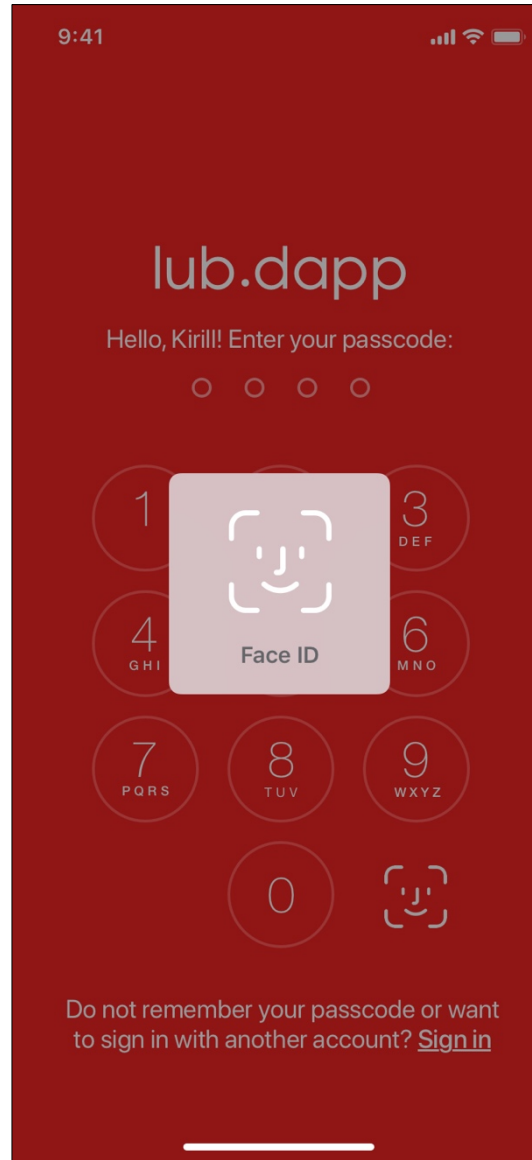 9:41
lub.dapp
Hello, Kirill! Enter your passcode:
1
3
DEF
Face ID
4
GHI
6
MNO
7
PQRS
8
TUV
9
WXYZ
0
Do not remember your passcode or want
to sign in with another account? Sign in